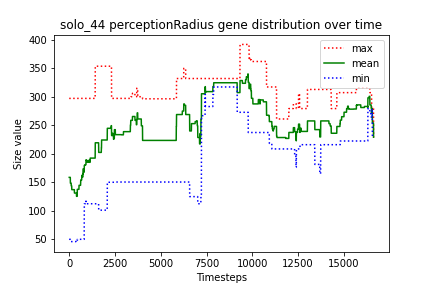 solo_44 perceptionRadius gene distribution over time
400
350
300
250
200
150
100
50
Size value
max
mean
min
0
2500
5000
7500
10000
12500
15000
Timesteps